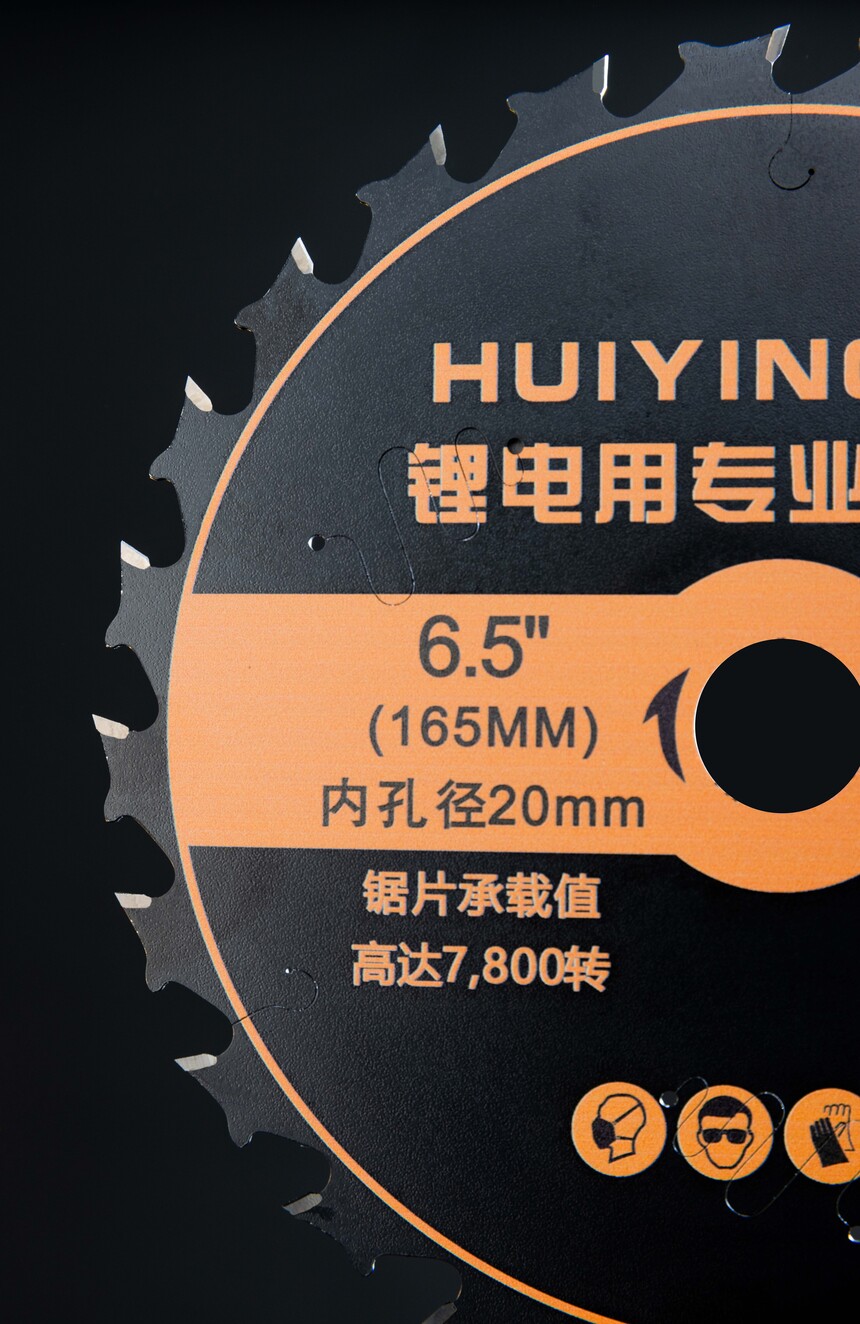 HUIYING
锂电用专业
6.5"
(165MM)
内孔径20mm
锯片承载值
高达7,800转